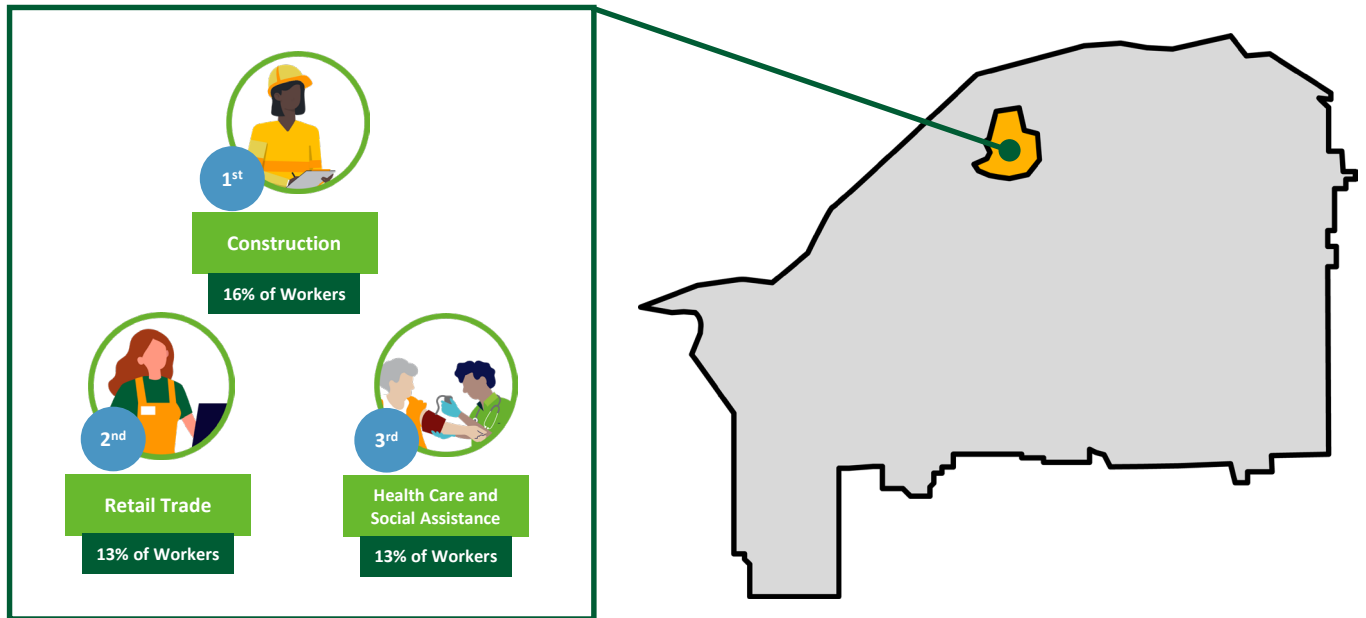 1st
Construction
16% of Workers
2nd
Retail Trade
13% of Workers
3rd
Health Care and
Social Assistance
13% of Workers